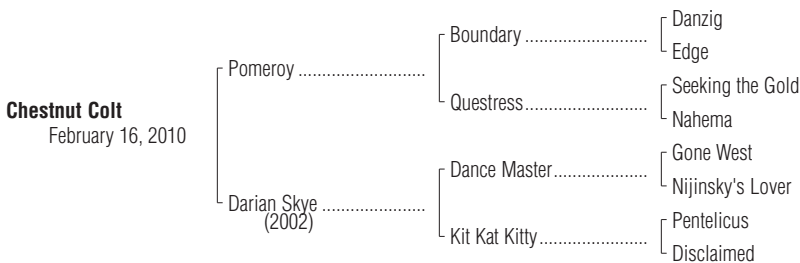 Chestnut Colt
February 16, 2010
Pomeroy ..........................
Darian Skye .....................
(2002)
Boundary .........................
Questress.........................
Dance Master...................
Kit Kat Kitty......................
Danzig
Edge
Seeking the Gold
Nahema
Gone West
Nijinsky's Lover
Pentelicus
Disclaimed